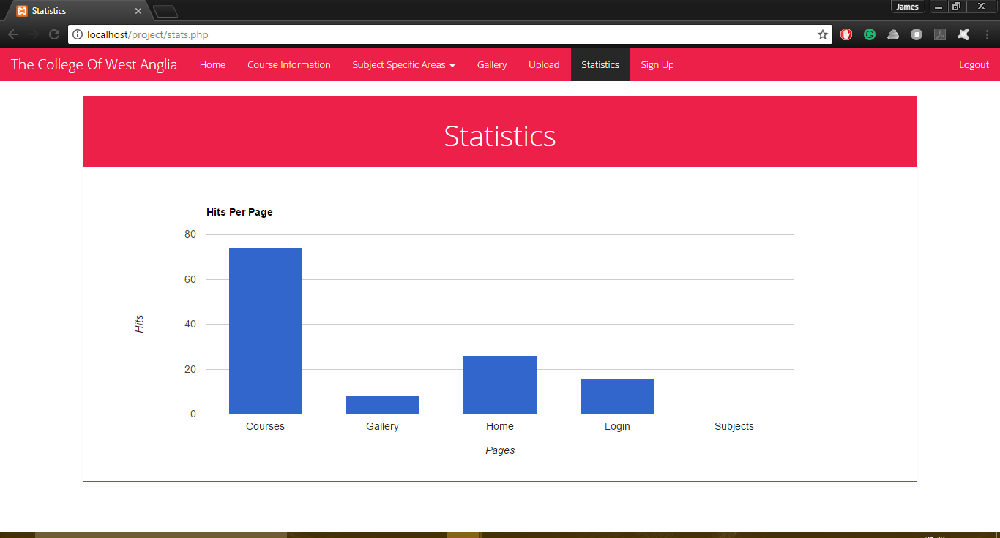 Statistics
James
localhost/project/stats.php
The College Of West Anglia Home Course Information Subject Specific Areas Gallery Upload Statistics Sign Up Logout
Statistics
Hits Per Page
80
60
40
20
0
Hits
Courses Gallery Home Login Subjects
Pages